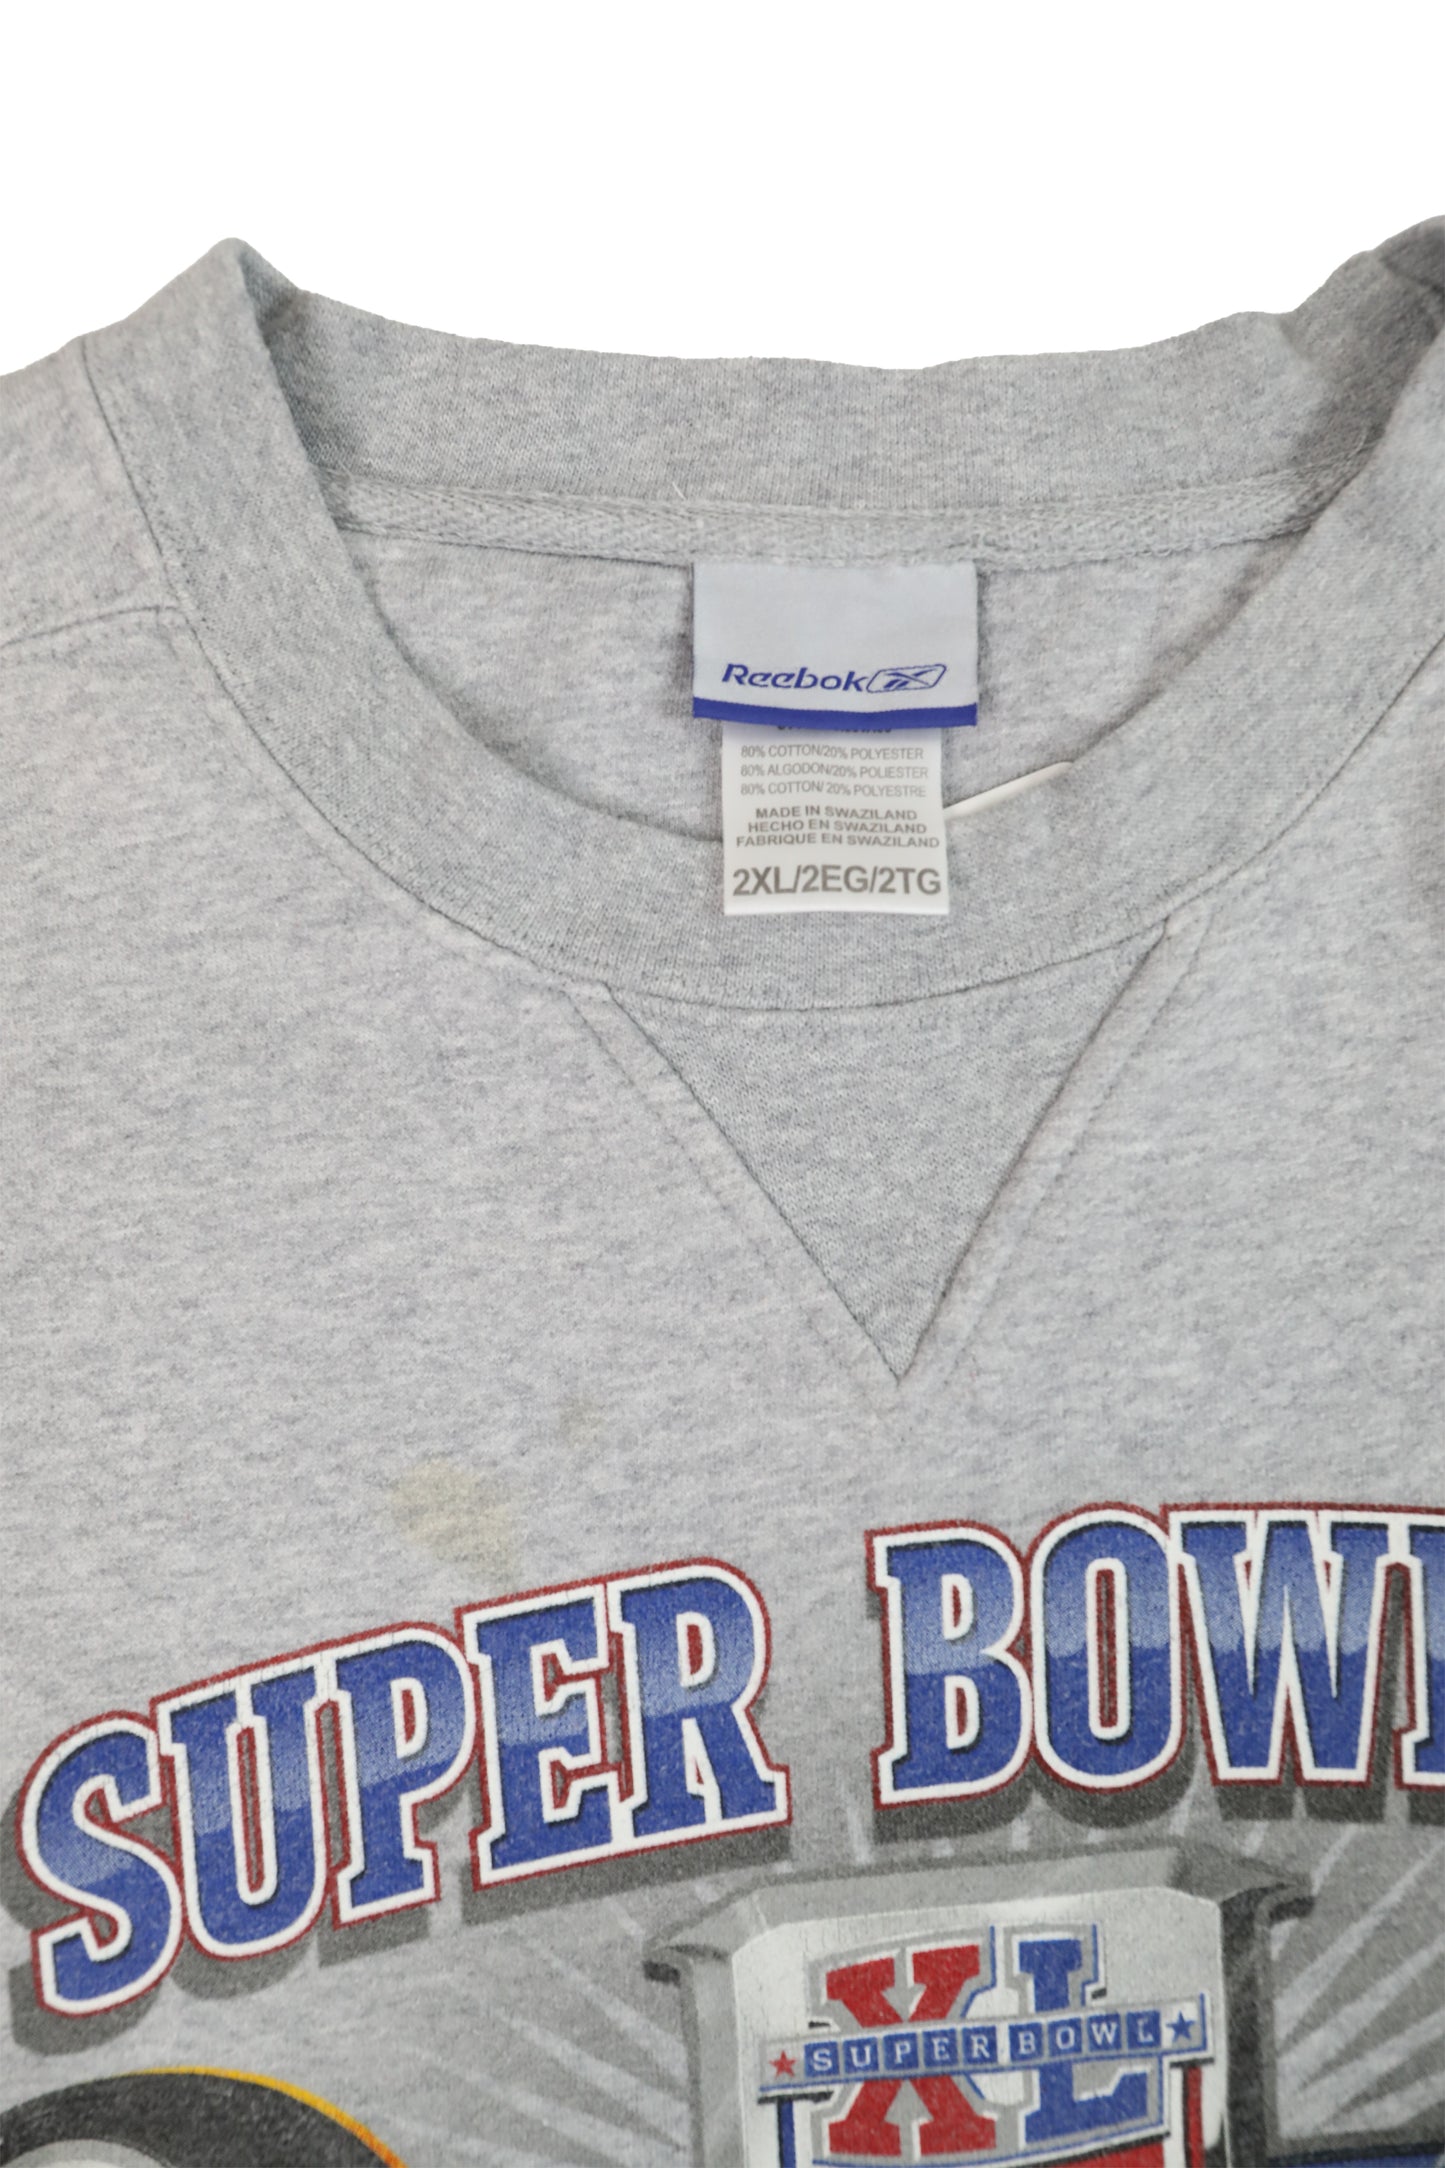 Reebok
80% COTTON/20% POLYESTER
80% ALGODON/20% POLIESTER
80% COTTON/20% POLYESTRE
MADE IN SWAZILAND
HECHO EN SWAZILAND
FABRIQUE EN SWAZILAND
2XL/2EG/2TG
SUPER BOWL
XL
SUPER BOWL